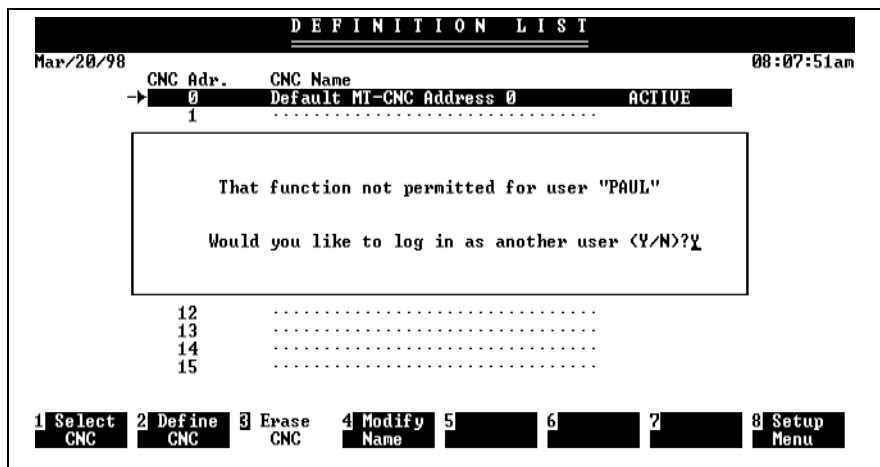 D E F I N I T I O N   L I S T
Mar/20/98 08:07:51am
CNC Adr. CNC Name
0 Default MT-CNC Address 0 ACTIVE
1 ................................
That function not permitted for user "PAUL"
Would you like to log in as another user (Y/N)?Y
12 ................................
13 ................................
14 ................................
15 ................................
1 Select CNC 2 Define CNC 3 Erase CNC 4 Modify Name 5 6 7 8 Setup Menu